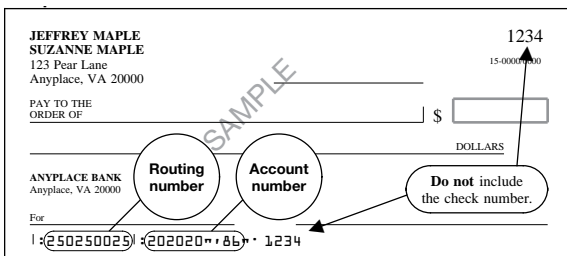 JEFFREY MAPLE
SUZANNE MAPLE
123 Pear Lane
Anyplace, VA 20000
1234
15-0000/0000
SAMPLE
PAY TO THE
ORDER OF
$
DOLLARS
ANYPLACE BANK
Anyplace, VA 20000
Routing
number
Account
number
Do not include
the check number.
For
|:250250025|:202020"'86"' 1234